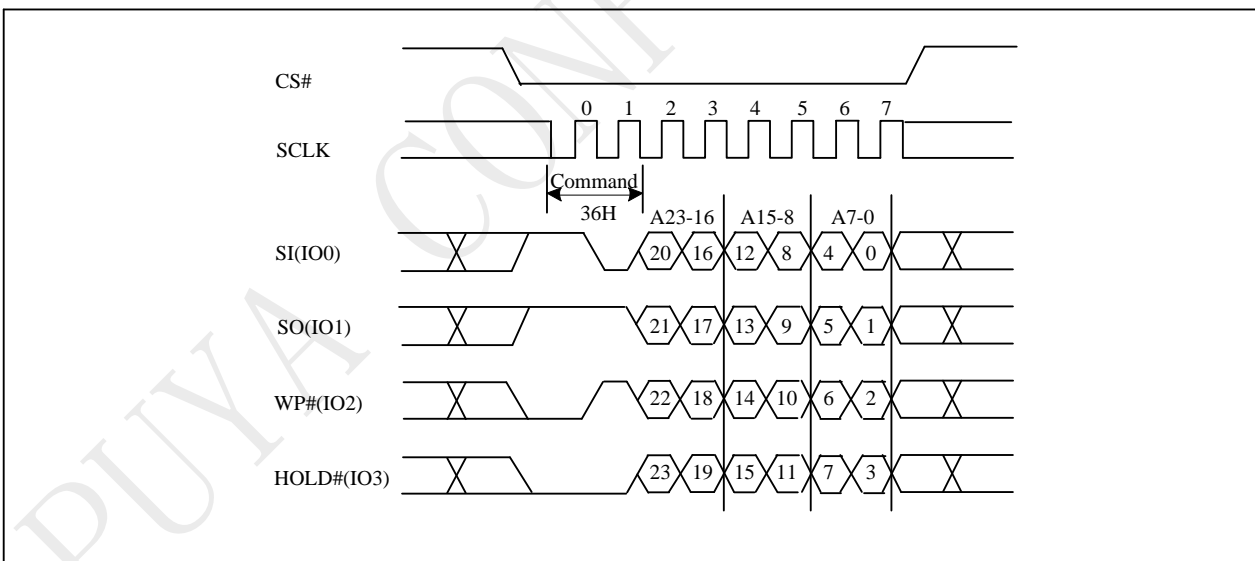 CS#
0 1 2 3 4 5 6 7
SCLK
Command
36H
A23-16 A15-8 A7-0
SI(IO0) 20 16 12 8 4 0
SO(IO1) 21 17 13 9 5 1
WP#(IO2) 22 18 14 10 6 2
HOLD#(IO3) 23 19 15 11 7 3
PUYA CON